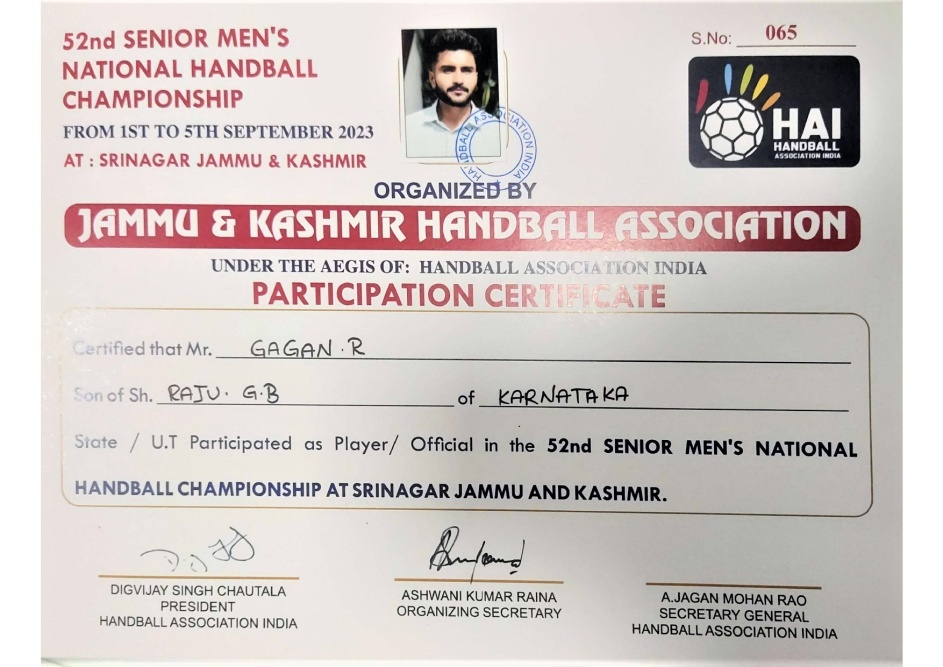 52nd SENIOR MEN'S
NATIONAL HANDBALL
CHAMPIONSHIP
FROM 1ST TO 5TH SEPTEMBER 2023
AT : SRINAGAR JAMMU & KASHMIR
HANDBALL ASSOCIATION INDIA
S.No: 065
HAI
HANDBALL
ASSOCIATION INDIA
ORGANIZED BY
JAMMU & KASHMIR HANDBALL ASSOCIATION
UNDER THE AEGIS OF: HANDBALL ASSOCIATION INDIA
PARTICIPATION CERTIFICATE
Certified that Mr. GAGAN.R
Son of Sh. RAJU. G.B of KARNATAKA
State / U.T Participated as Player/ Official in the 52nd SENIOR MEN'S NATIONAL
HANDBALL CHAMPIONSHIP AT SRINAGAR JAMMU AND KASHMIR.
DIGVIJAY SINGH CHAUTALA
PRESIDENT
HANDBALL ASSOCIATION INDIA
ASHWANI KUMAR RAINA
ORGANIZING SECRETARY
A.JAGAN MOHAN RAO
SECRETARY GENERAL
HANDBALL ASSOCIATION INDIA